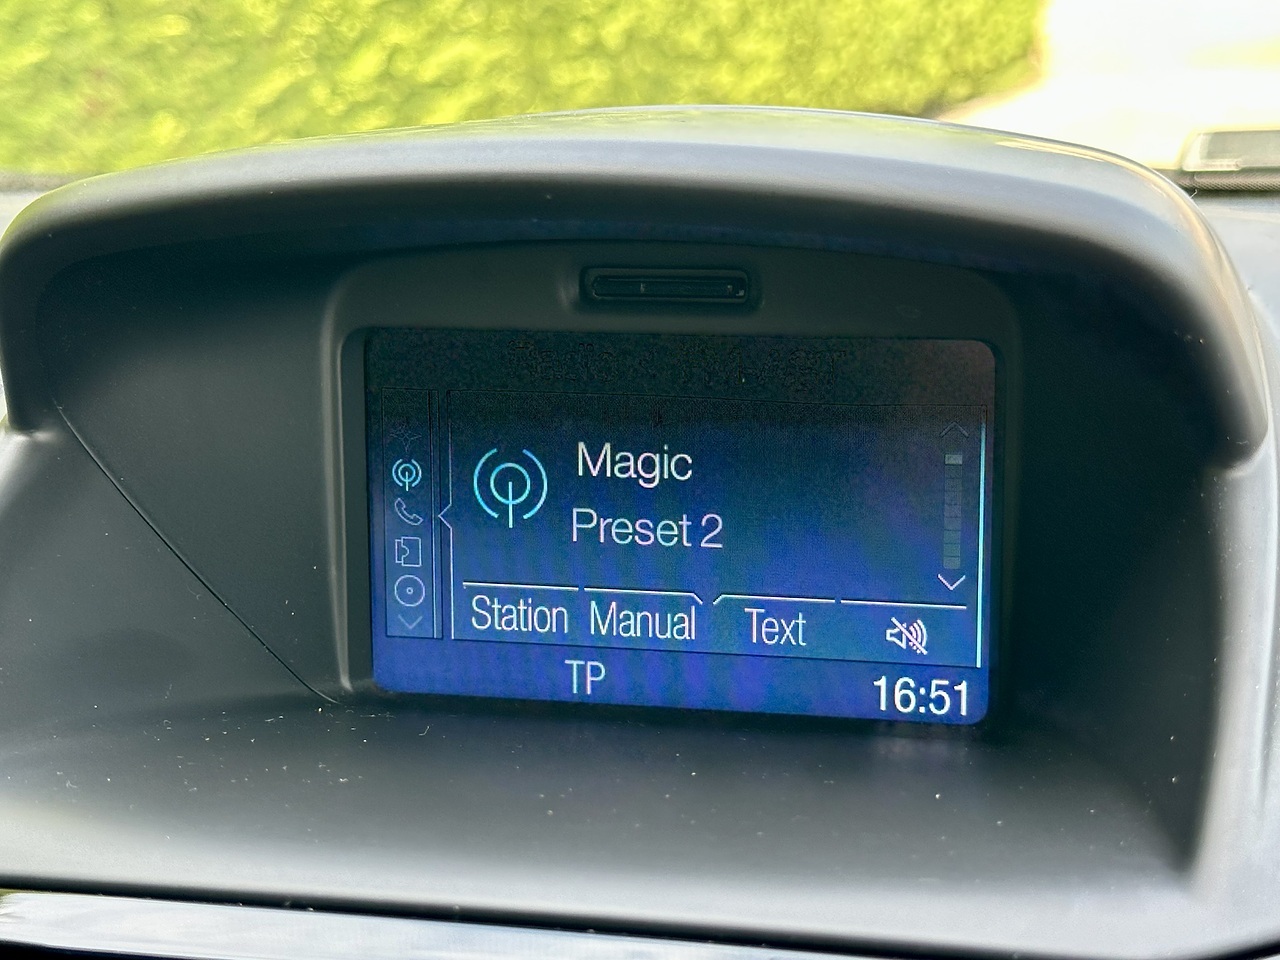 Magic
Preset 2
Station Manual Text
TP 16:51